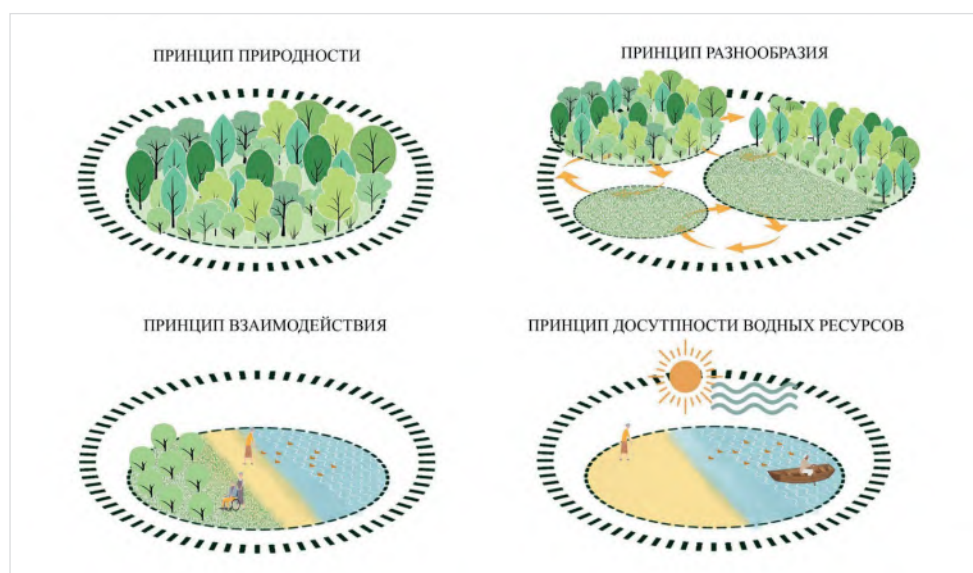 ПРИНЦИП ПРИРОДНОСТИ
ПРИНЦИП РАЗНООБРАЗИЯ
ПРИНЦИП ВЗАИМОДЕЙСТВИЯ
ПРИНЦИП ДОСУТПНОСТИ ВОДНЫХ РЕСУРСОВ